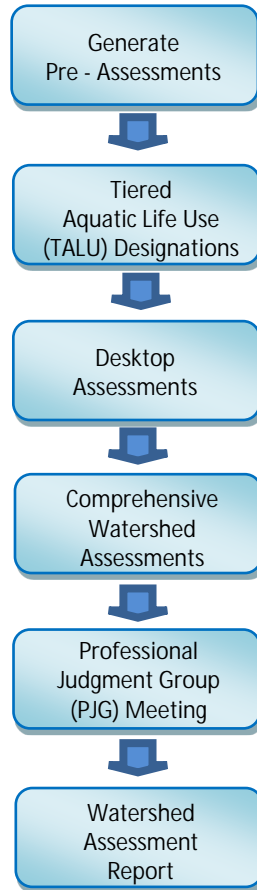 Generate
Pre - Assessments
Tiered
Aquatic Life Use
(TALU) Designations
Desktop
Assessments
Comprehensive
Watershed
Assessments
Professional
Judgment Group
(PJG) Meeting
Watershed
Assessment
Report